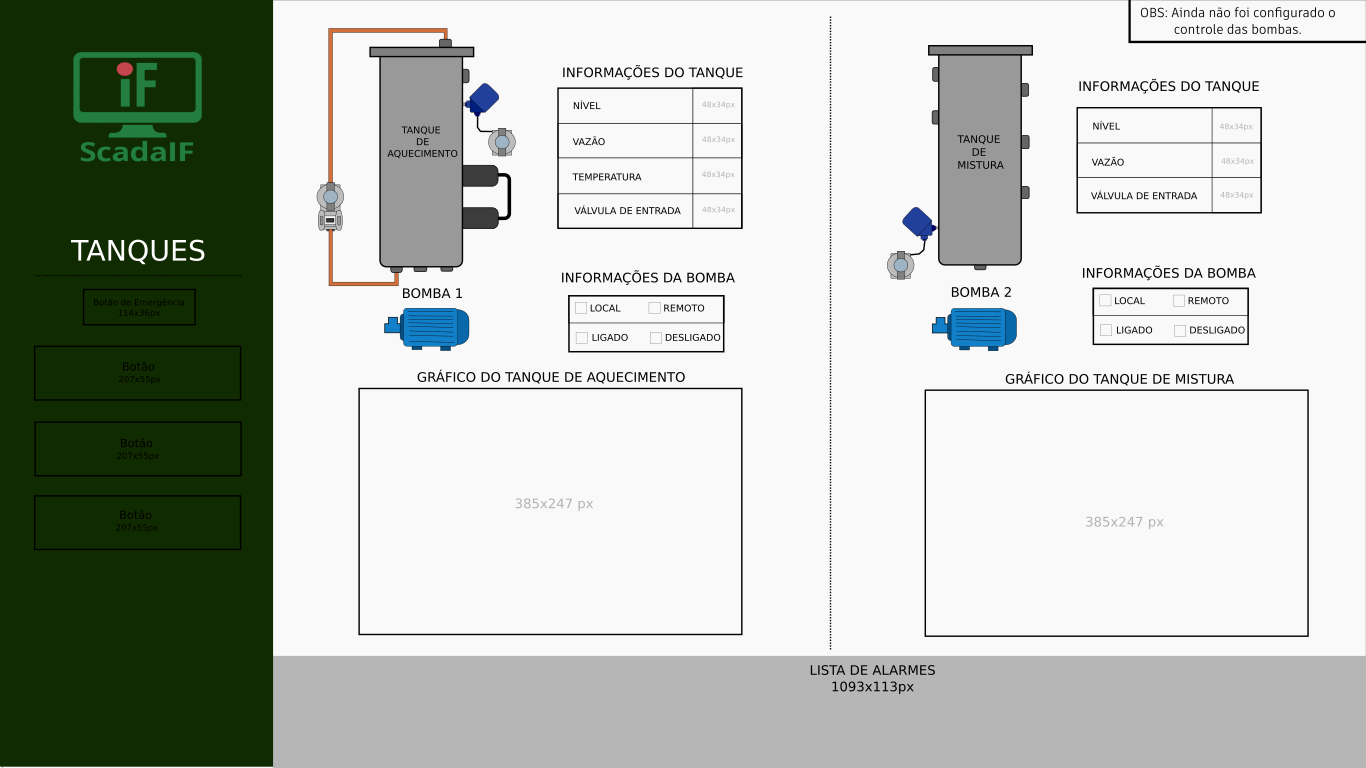 iF
ScadaIF
TANQUES
Botão de Emergência
114x36px
Botão
207x55px
Botão
207x55px
Botão
207x55px
OBS: Ainda não foi configurado o
controle das bombas.
TANQUE
DE
AQUECIMENTO
INFORMAÇÕES DO TANQUE
NÍVEL 48x34px
VAZÃO 48x34px
TEMPERATURA 48x34px
VÁLVULA DE ENTRADA 48x34px
BOMBA 1
INFORMAÇÕES DA BOMBA
LOCAL REMOTO
LIGADO DESLIGADO
GRÁFICO DO TANQUE DE AQUECIMENTO
385x247 px
TANQUE
DE
MISTURA
INFORMAÇÕES DO TANQUE
NÍVEL 48x34px
VAZÃO 48x34px
VÁLVULA DE ENTRADA 48x34px
BOMBA 2
INFORMAÇÕES DA BOMBA
LOCAL REMOTO
LIGADO DESLIGADO
GRÁFICO DO TANQUE DE MISTURA
385x247 px
LISTA DE ALARMES
1093x113px